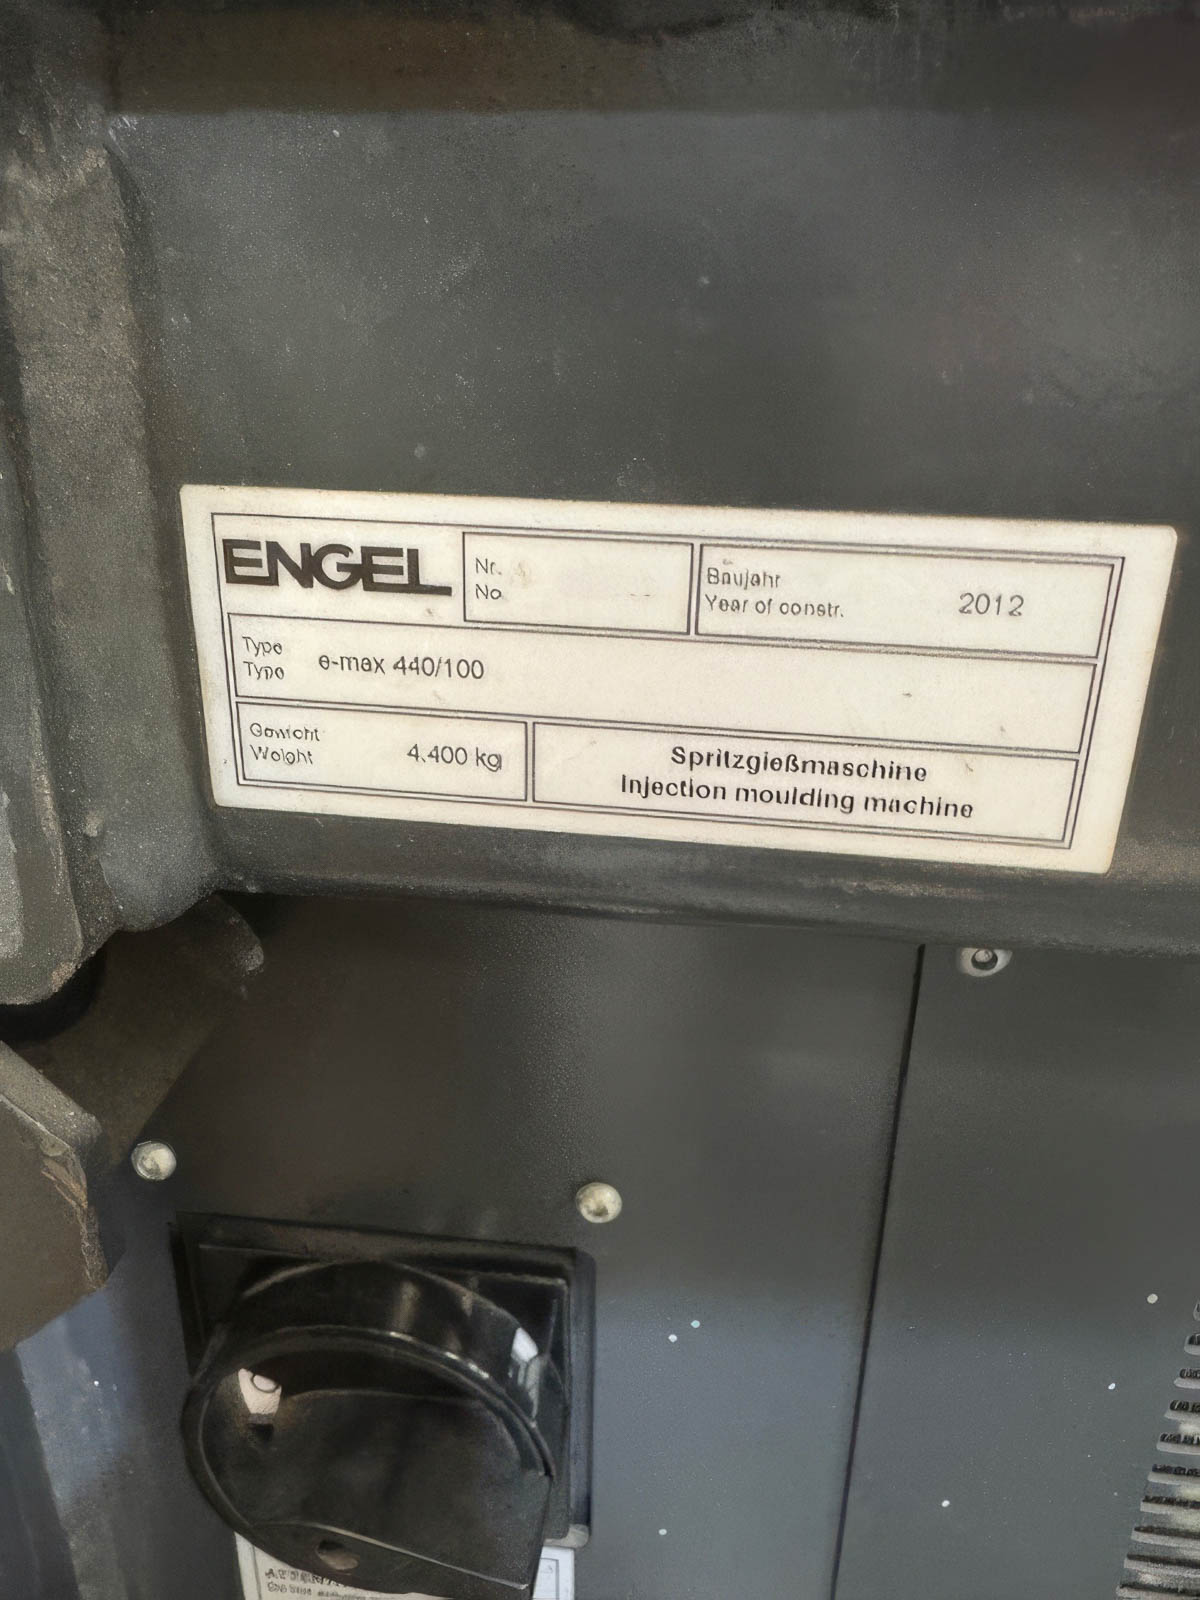 ENGEL
Nr.
No
Baujahr
Year of constr. 2012
Type
Type e-max 440/100
Gewicht
Weight 4.400 kg
Spritzgießmaschine
Injection moulding machine